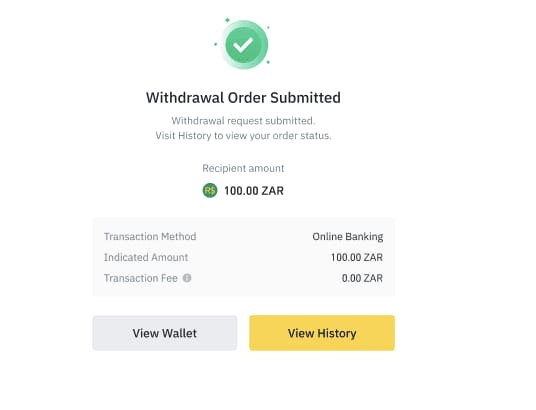 Withdrawal Order Submitted
Withdrawal request submitted.
Visit History to view your order status.
Recipient amount
R$ 100.00 ZAR
Transaction Method Online Banking
Indicated Amount 100.00 ZAR
Transaction Fee 0.00 ZAR
View Wallet View History